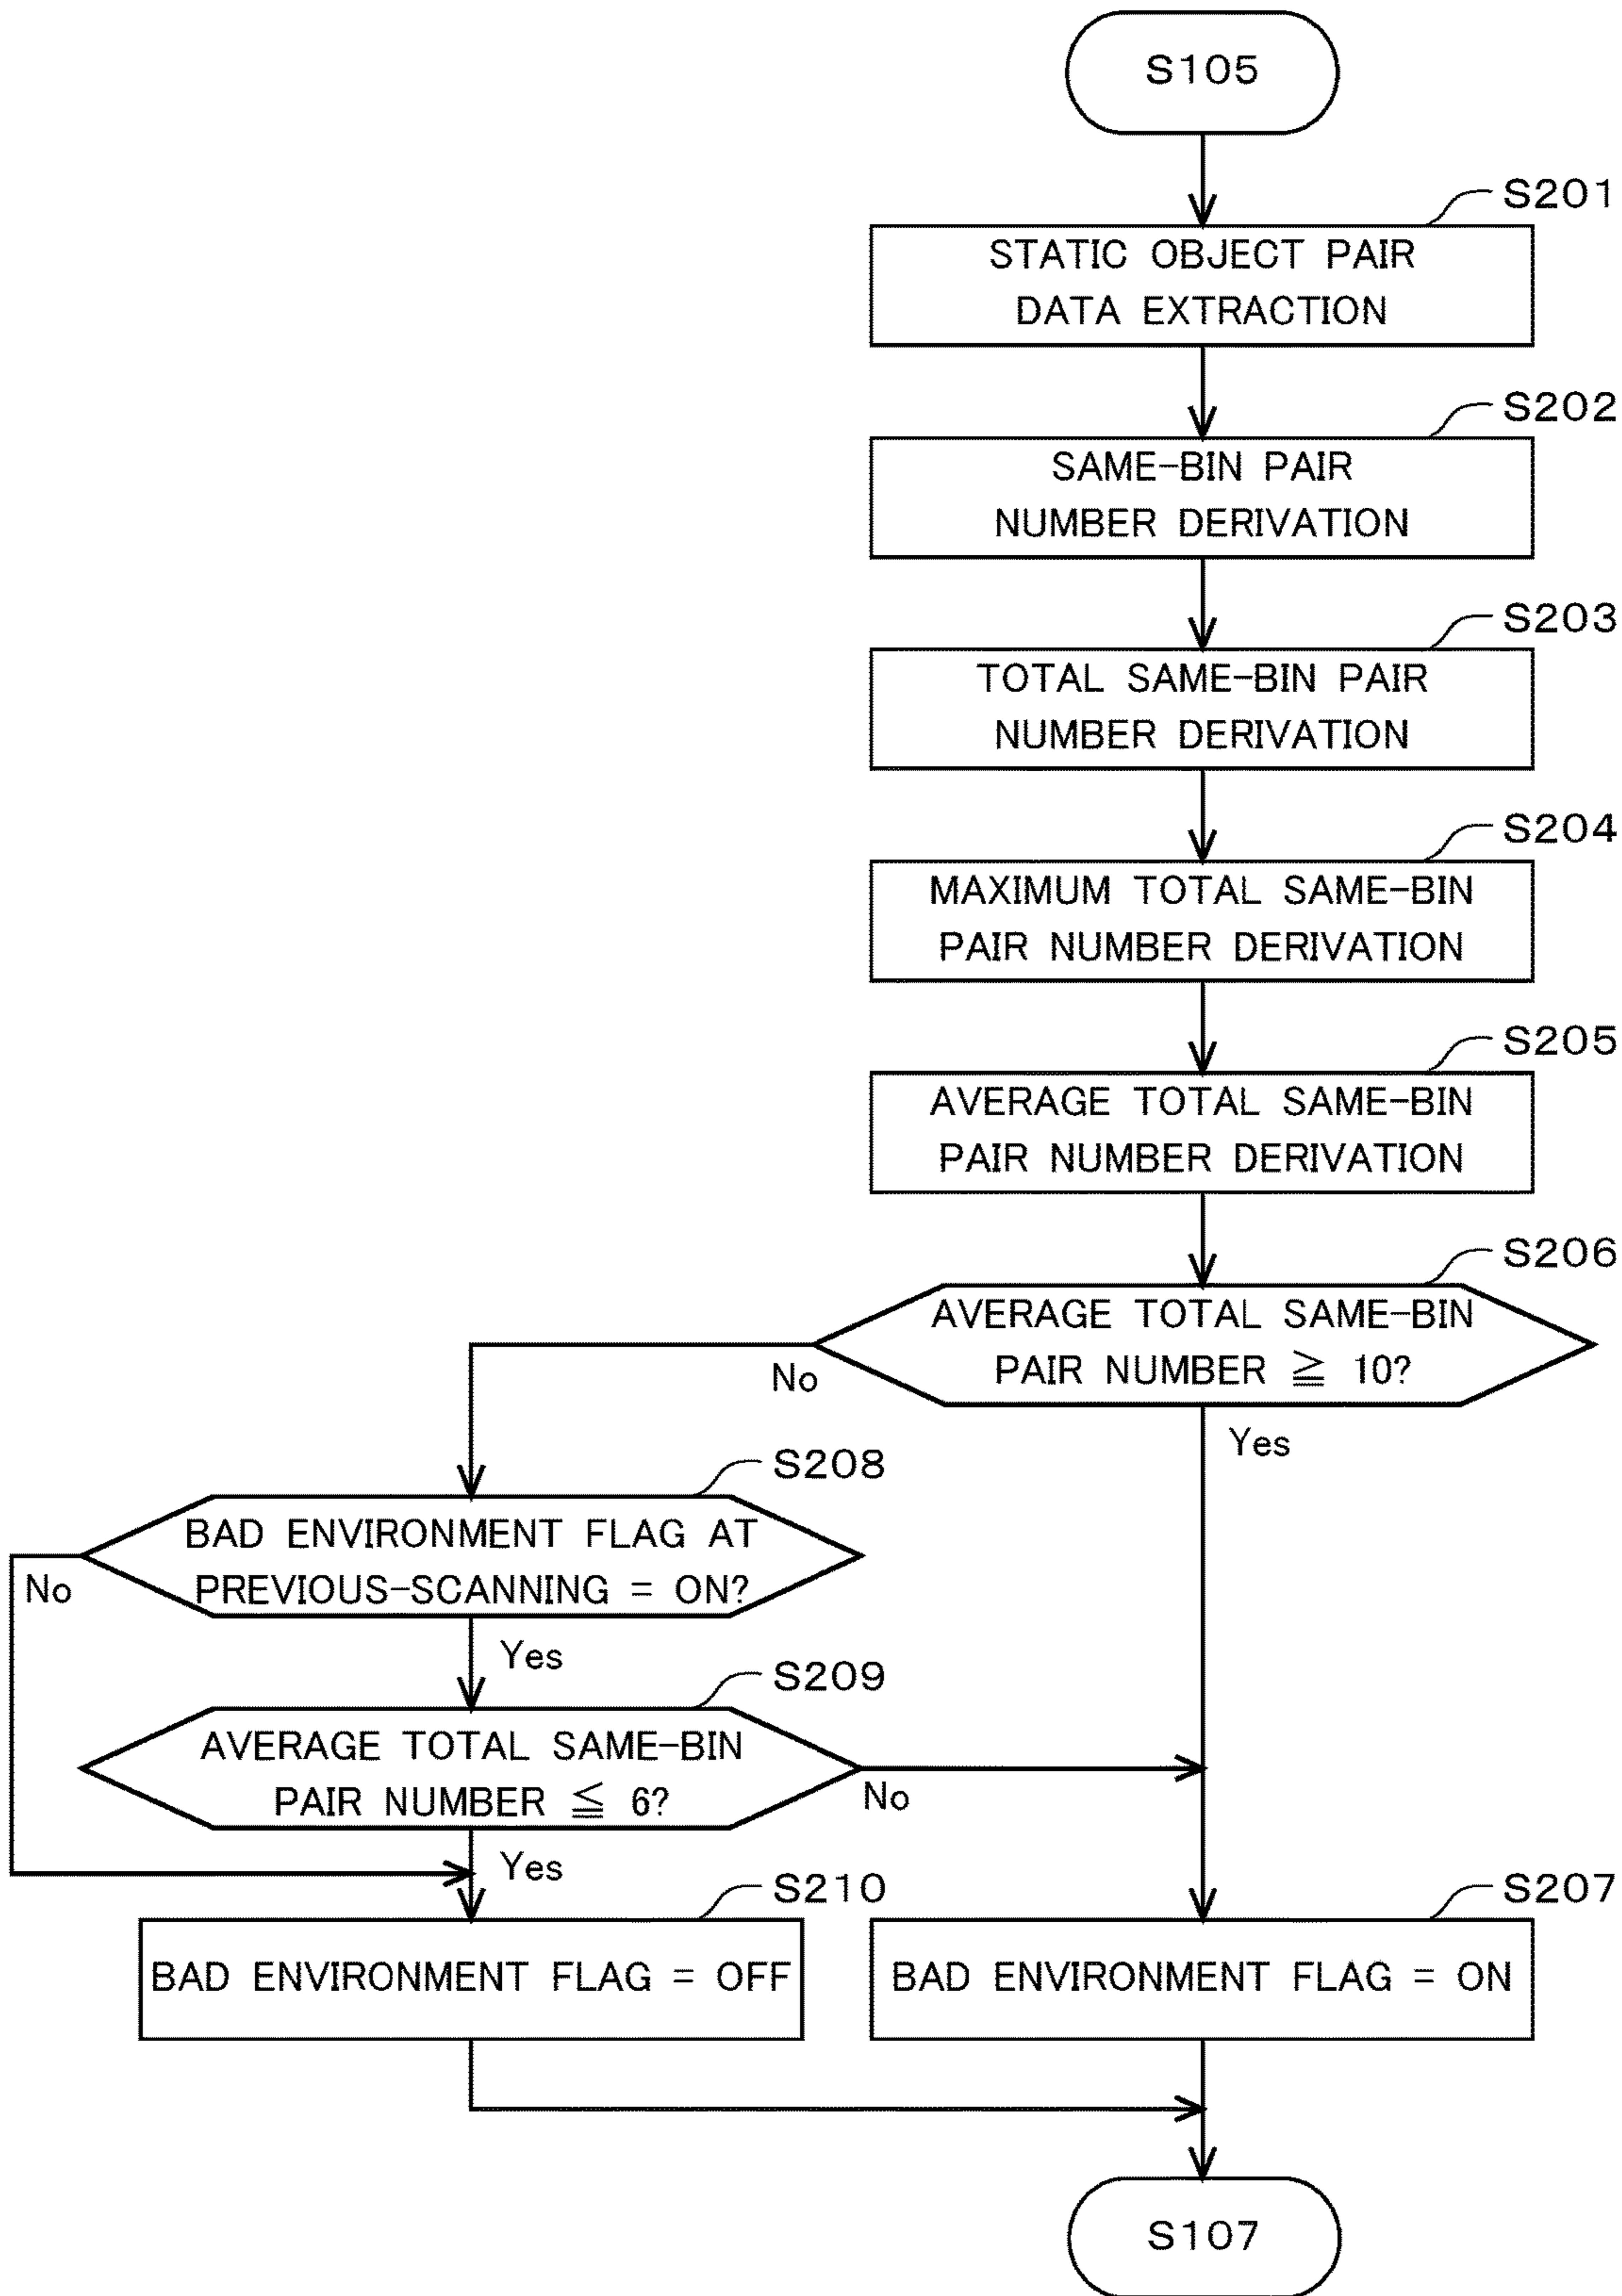 S105
S201
STATIC OBJECT PAIR
DATA EXTRACTION
S202
SAME-BIN PAIR
NUMBER DERIVATION
S203
TOTAL SAME-BIN PAIR
NUMBER DERIVATION
S204
MAXIMUM TOTAL SAME-BIN
PAIR NUMBER DERIVATION
S205
AVERAGE TOTAL SAME-BIN
PAIR NUMBER DERIVATION
S206
AVERAGE TOTAL SAME-BIN
PAIR NUMBER ≧ 10?
No
Yes
S208
BAD ENVIRONMENT FLAG AT
PREVIOUS-SCANNING = ON?
No
Yes
S209
AVERAGE TOTAL SAME-BIN
PAIR NUMBER ≦ 6?
No
Yes
S210
BAD ENVIRONMENT FLAG = OFF
S207
BAD ENVIRONMENT FLAG = ON
S107